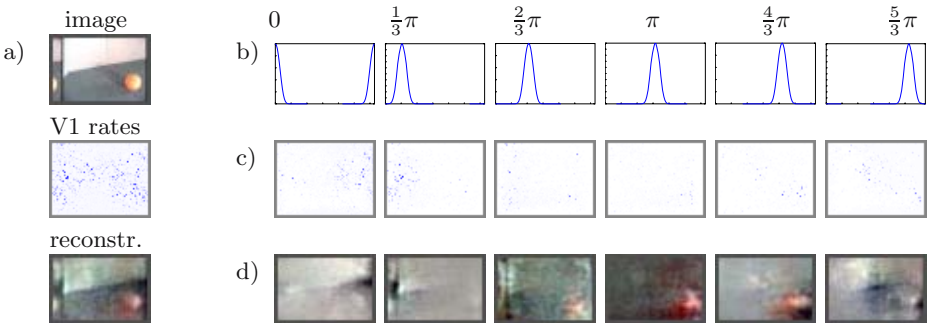 image
0 1/3π 2/3π π 4/3π 5/3π
a)
b)
V1 rates
c)
reconstr.
d)